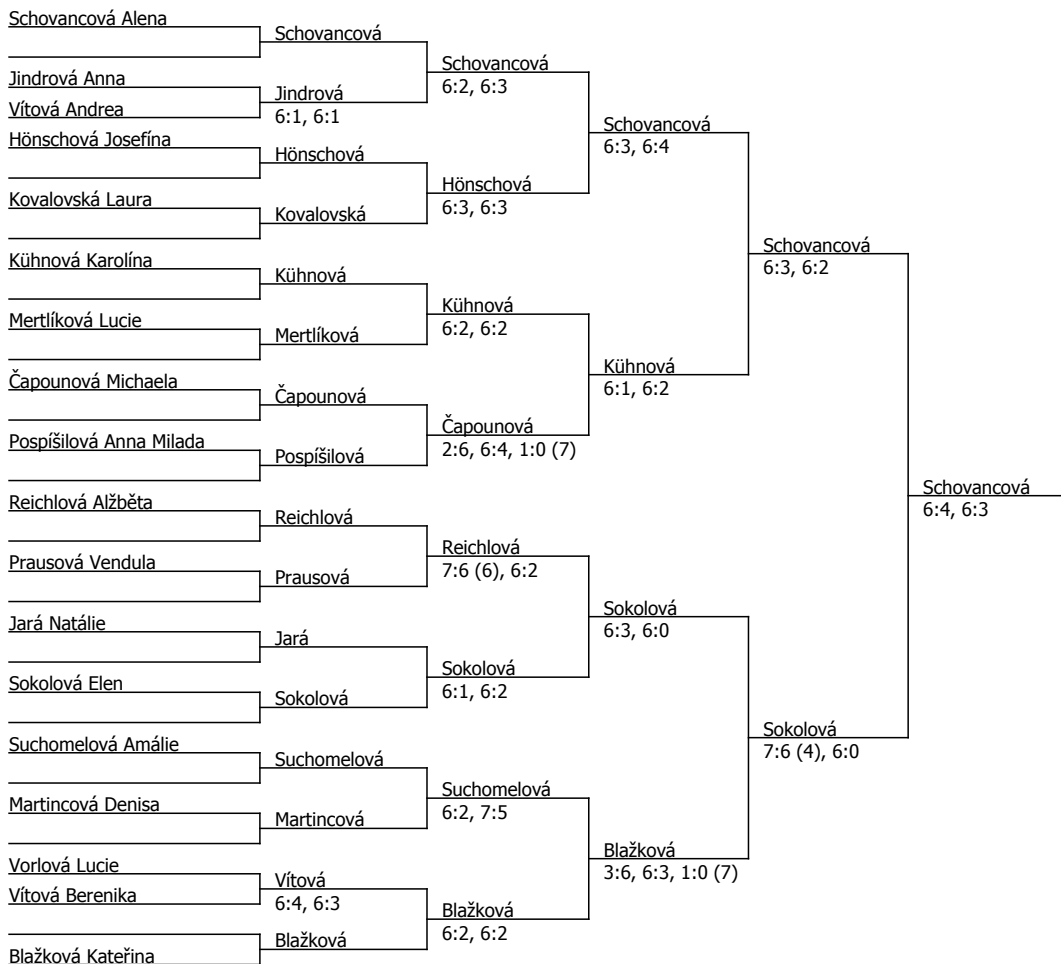 Schovancová Alena
Jindrová Anna
Vítová Andrea
Hönschová Josefína
Kovalovská Laura
Kühnová Karolína
Mertlíková Lucie
Čapounová Michaela
Pospíšilová Anna Milada
Reichlová Alžběta
Prausová Vendula
Jará Natálie
Sokolová Elen
Suchomelová Amálie
Martincová Denisa
Vorlová Lucie
Vítová Berenika
Blažková Kateřina
Schovancová
Jindrová
6:1, 6:1
Hönschová
Kovalovská
Kühnová
Mertlíková
Čapounová
Pospíšilová
Reichlová
Prausová
Jará
Sokolová
Suchomelová
Martincová
Vítová
6:4, 6:3
Blažková
Schovancová
6:2, 6:3
Hönschová
6:3, 6:3
Kühnová
6:2, 6:2
Čapounová
2:6, 6:4, 1:0 (7)
Reichlová
7:6 (6), 6:2
Sokolová
6:1, 6:2
Suchomelová
6:2, 7:5
Blažková
6:2, 6:2
Schovancová
6:3, 6:4
Kühnová
6:1, 6:2
Sokolová
6:3, 6:0
Blažková
3:6, 6:3, 1:0 (7)
Schovancová
6:3, 6:2
Sokolová
7:6 (4), 6:0
Schovancová
6:4, 6:3